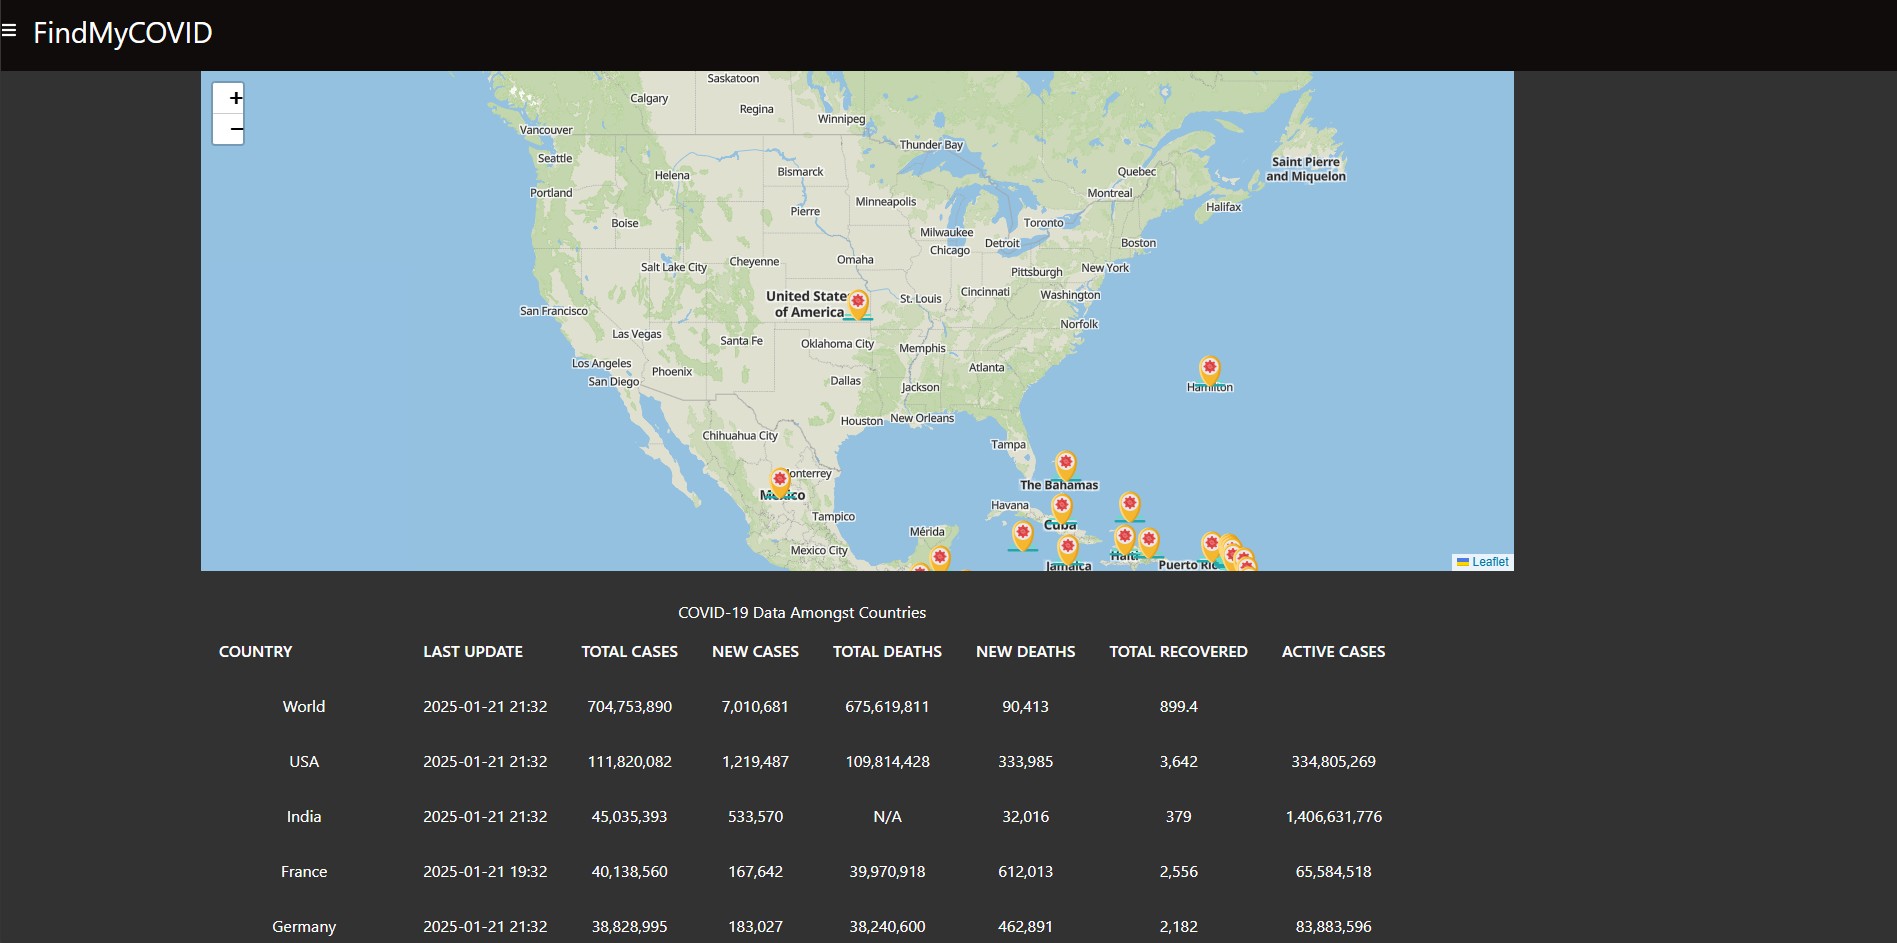 FindMyCOVID
+
−
Saskatoon
Calgary
Regina
Winnipeg
Vancouver
Thunder Bay
Seattle
Saint Pierre
and Miquelon
Helena
Bismarck
Quebec
Portland
Montreal
Minneapolis
Pierre
Halifax
Boise
Toronto
Milwaukee
Detroit
Boston
Chicago
Omaha
Cheyenne
Salt Lake City
New York
Pittsburgh
Cincinnati
Washington
United State
of America
St. Louis
San Francisco
Norfolk
Las Vegas
Santa Fe
Oklahoma City
Memphis
Los Angeles
Phoenix
Atlanta
San Diego
Dallas
Jackson
Hamilton
Houston
New Orleans
Chihuahua City
Tampa
Monterrey
The Bahamas
Mexico
Havana
Tampico
Cuba
Mérida
Mexico City
Haiti
Jamaica
Puerto Ric
Leaflet
COVID-19 Data Amongst Countries
COUNTRY LAST UPDATE TOTAL CASES NEW CASES TOTAL DEATHS NEW DEATHS TOTAL RECOVERED ACTIVE CASES
World 2025-01-21 21:32 704,753,890 7,010,681 675,619,811 90,413 899.4
USA 2025-01-21 21:32 111,820,082 1,219,487 109,814,428 333,985 3,642 334,805,269
India 2025-01-21 21:32 45,035,393 533,570 N/A 32,016 379 1,406,631,776
France 2025-01-21 19:32 40,138,560 167,642 39,970,918 612,013 2,556 65,584,518
Germany 2025-01-21 21:32 38,828,995 183,027 38,240,600 462,891 2,182 83,883,596